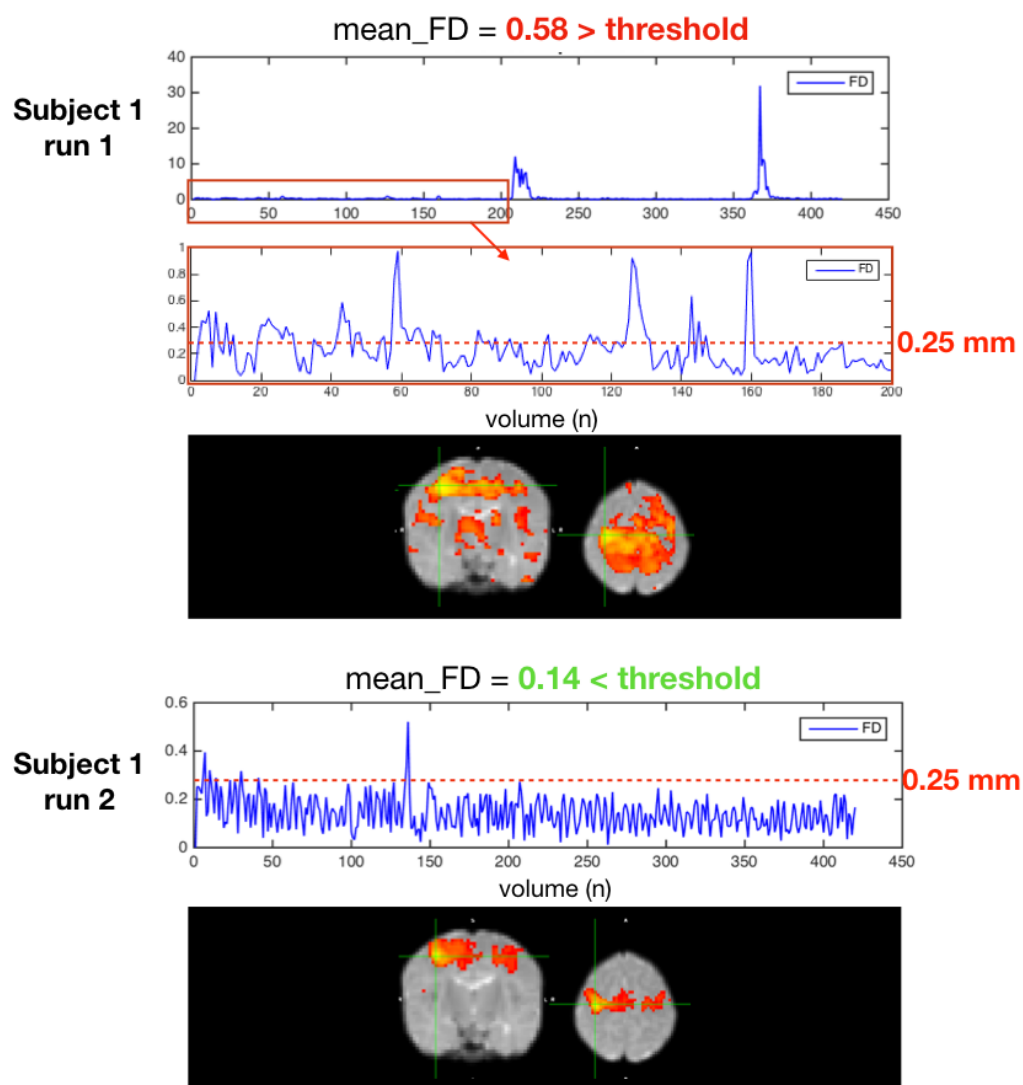 mean_FD = 0.58 > threshold
Subject 1
run 1
40
30
20
10
0
FD
0 50 100 150 200 250 300 350 400 450
1
0.8
0.6
0.4
0.2
0
FD
0.25 mm
0 20 40 60 80 100 120 140 160 180 200
volume (n)
L R
mean_FD = 0.14 < threshold
Subject 1
run 2
0.6
0.4
0.2
0
FD
0.25 mm
0 50 100 150 200 250 300 350 400 450
volume (n)
L R